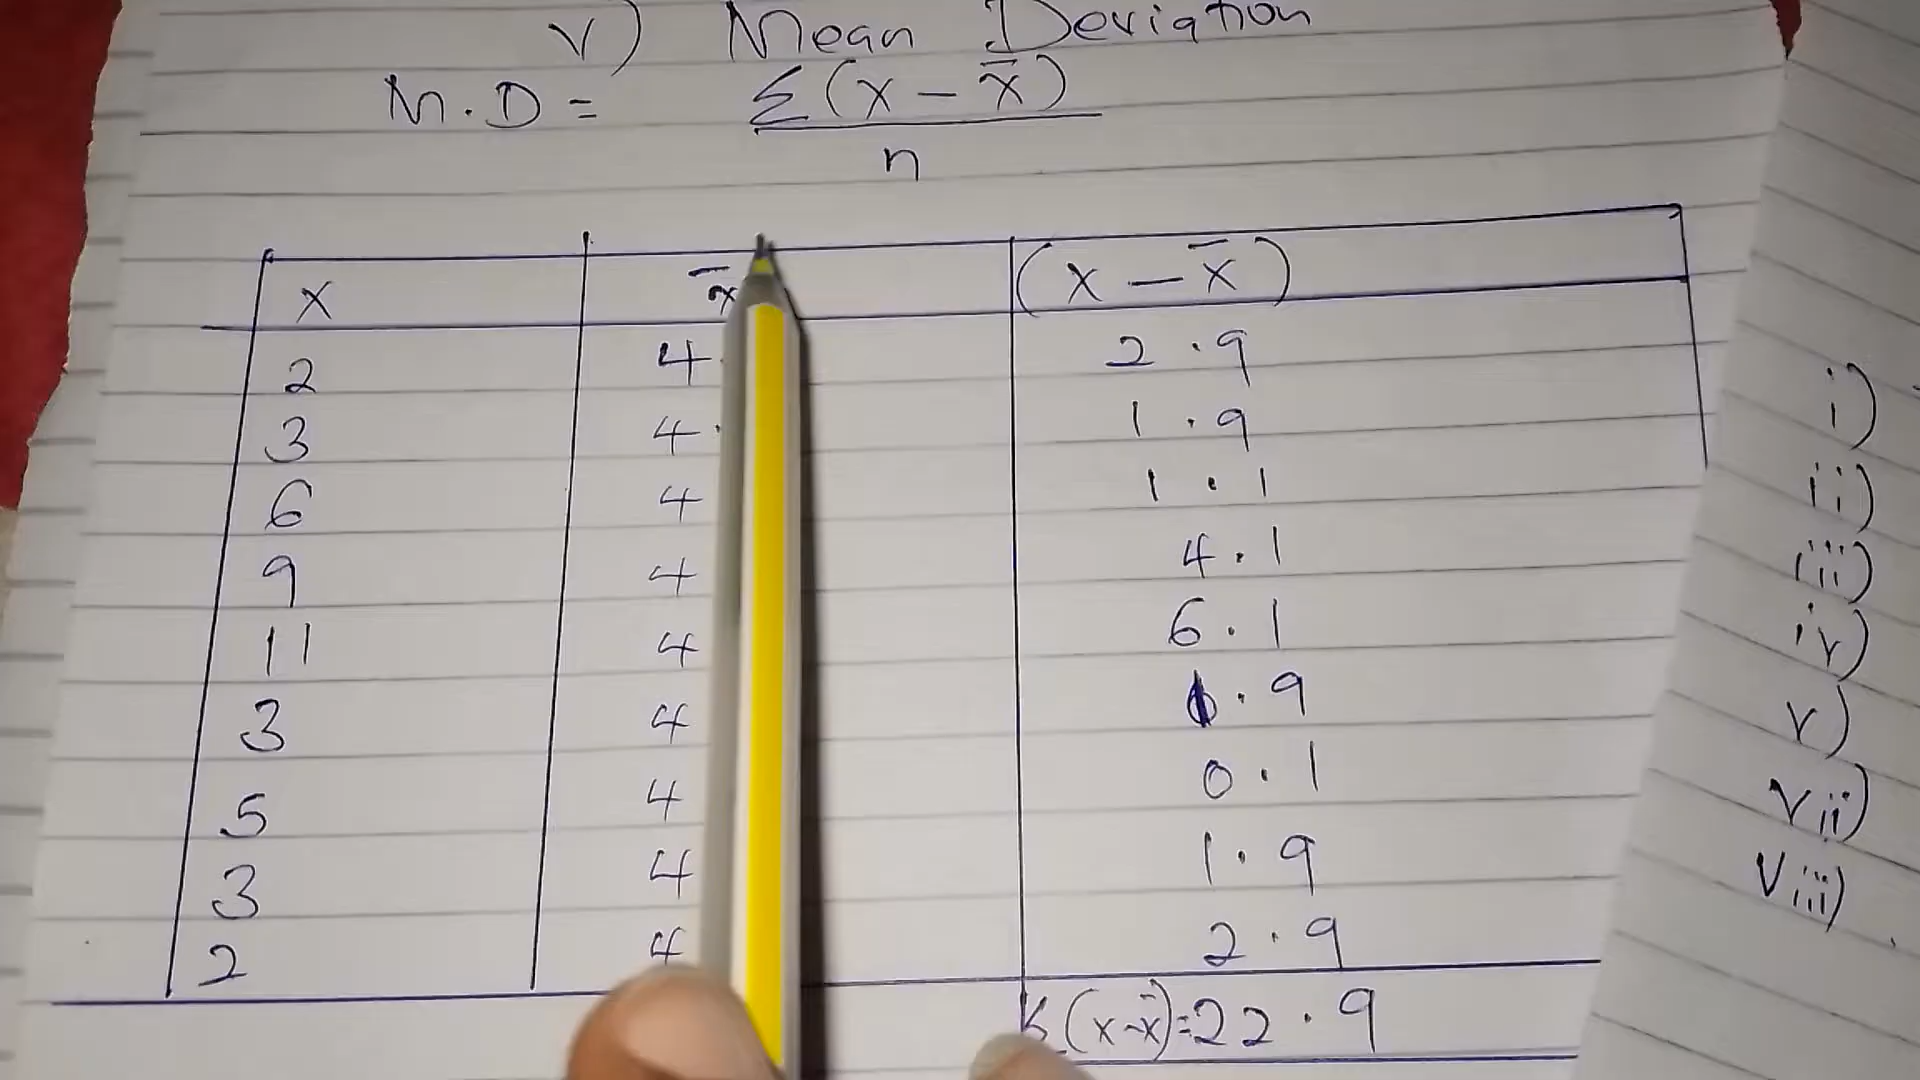 v) Mean Deviation
M.D = Σ(x - x̄)
n
x x̄ (x - x̄)
2 4. 2.9
3 4. 1.9
6 4 1.1
9 4 4.1
11 4 6.1
3 4 1.9
5 4 0.1
3 4 1.9
2 4 2.9
Σ(x-x̄)=22.9
i)
ii)
iii)
iv)
v)
vii)
viii)